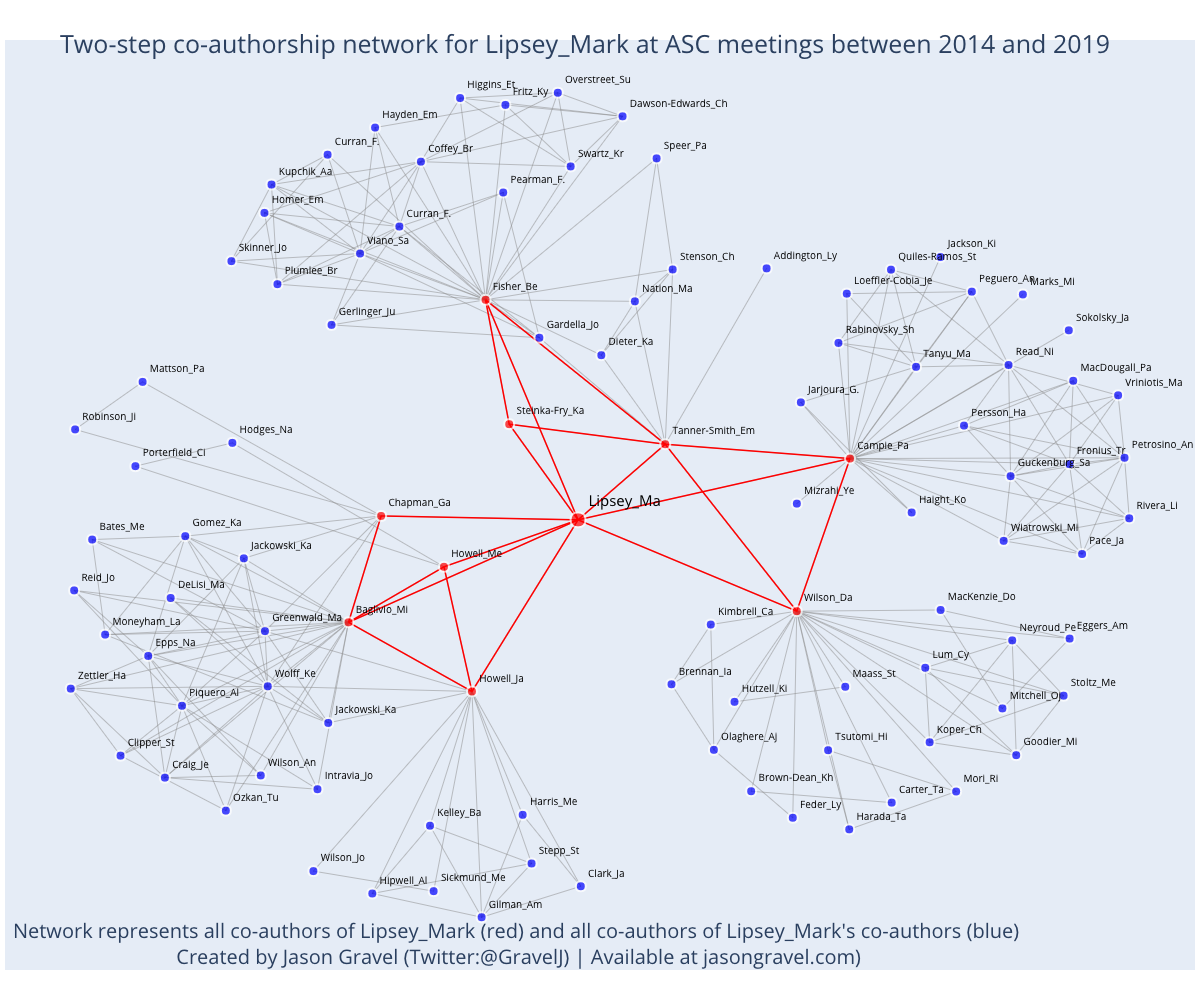 Two-step co-authorship network for Lipsey_Mark at ASC meetings between 2014 and 2019
Overstreet_Su
Higgins_Et
Fritz_Ky
Dawson-Edwards_Ch
Hayden_Em
Curran_F.
Coffey_Br
Swartz_Kr
Speer_Pa
Kupchik_Aa
Pearman_F.
Homer_Em
Curran_F.
Viano_Sa
Skinner_Jo
Plumlee_Br
Jackson_Ki
Stenson_Ch
Addington_Ly
Quiles-Ramos_St
Fisher_Be
Nation_Ma
Loeffler-Cobia_Je
Peguero_An
Marks_Mi
Gerlinger_Ju
Gardella_Jo
Rabinovsky_Sh
Sokolsky_Ja
Dieter_Ka
Tanyu_Ma
Read_Ni
Mattson_Pa
MacDougall_Pa
Vriniotis_Ma
Jarjoura_G.
Robinson_Ji
Steinka-Fry_Ka
Persson_Ha
Hodges_Na
Tanner-Smith_Em
Campie_Pa
Petrosino_An
Porterfield_Ci
Fronius_Tr
Guckenburg_Sa
Mizrahi_Ye
Lipsey_Ma
Haight_Ko
Rivera_Li
Chapman_Ga
Bates_Me
Gomez_Ka
Wiatrowski_Mi
Jackowski_Ka
Howell_Me
Pace_Ja
Reid_Jo
DeLisi_Ma
Greenwald_Ma
Baglivio_Mi
Wilson_Da
MacKenzie_Do
Moneyham_La
Kimbrell_Ca
Neyroud_Pe
Eggers_Am
Epps_Na
Lum_Cy
Zettler_Ha
Wolff_Ke
Howell_Ja
Brennan_Ia
Maass_St
Stoltz_Me
Piquero_Al
Hutzell_Ki
Mitchell_Oj
Jackowski_Ka
Koper_Ch
Clipper_St
Olaghere_Aj
Tsutomi_Hi
Goodier_Mi
Craig_Je
Wilson_An
Intravia_Jo
Brown-Dean_Kh
Mori_Ri
Ozkan_Tu
Harris_Me
Carter_Ta
Kelley_Ba
Feder_Ly
Harada_Ta
Wilson_Jo
Stepp_St
Hipwell_Al
Sickmund_Me
Clark_Ja
Gilman_Am
Network represents all co-authors of Lipsey_Mark (red) and all co-authors of Lipsey_Mark's co-authors (blue)
Created by Jason Gravel (Twitter:@GravelJ) | Available at jasongravel.com)